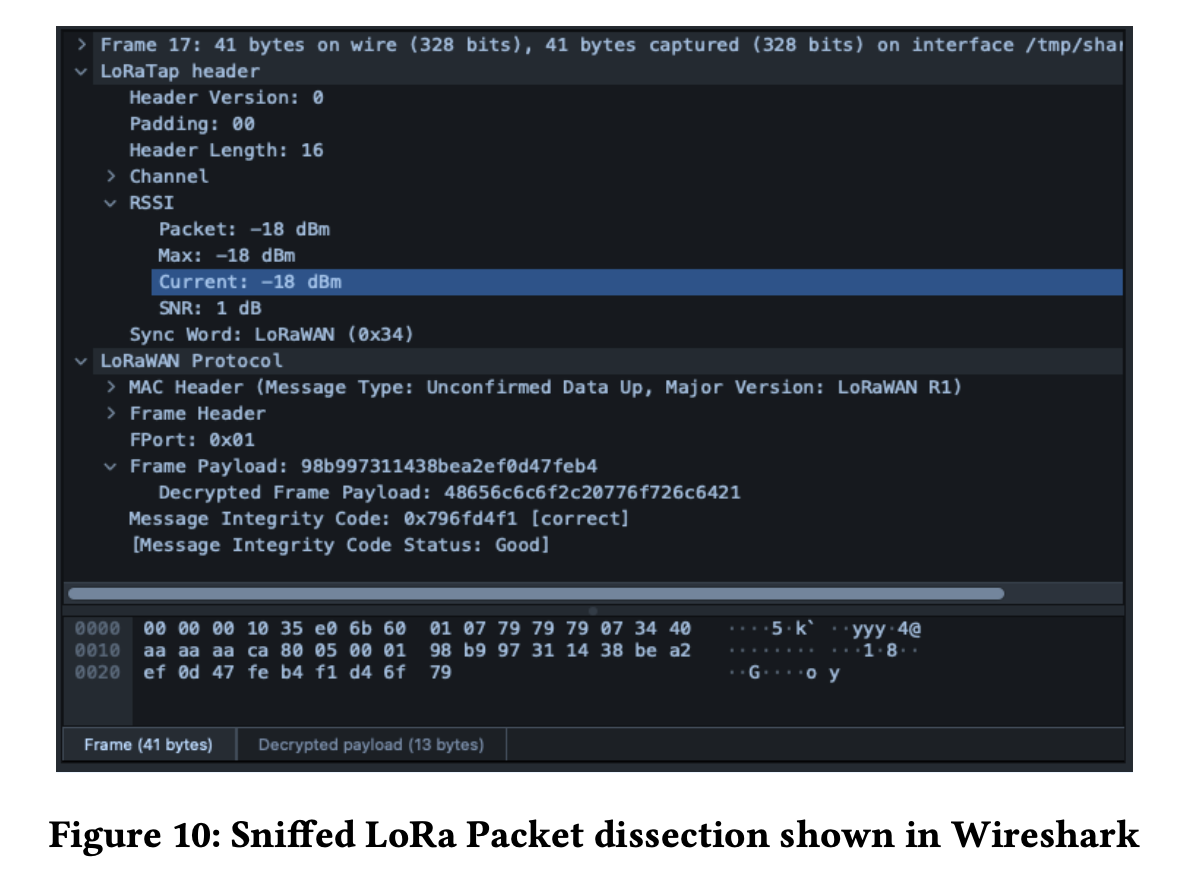 Frame 17: 41 bytes on wire (328 bits), 41 bytes captured (328 bits) on interface /tmp/shar
LoRaTap header
Header Version: 0
Padding: 00
Header Length: 16
Channel
RSSI
Packet: -18 dBm
Max: -18 dBm
Current: -18 dBm
SNR: 1 dB
Sync Word: LoRaWAN (0x34)
LoRaWAN Protocol
MAC Header (Message Type: Unconfirmed Data Up, Major Version: LoRaWAN R1)
Frame Header
FPort: 0x01
Frame Payload: 98b997311438bea2ef0d47feb4
Decrypted Frame Payload: 48656c6c6f2c20776f726c6421
Message Integrity Code: 0x796fd4f1 [correct]
[Message Integrity Code Status: Good]
0000 00 00 00 10 35 e0 6b 60 01 07 79 79 79 07 34 40 ····5·k` ··yyy·4@
0010 aa aa aa ca 80 05 00 01 98 b9 97 31 14 38 be a2 ········ ···1·8··
0020 ef 0d 47 fe b4 f1 d4 6f 79 ··G····o y
Frame (41 bytes) Decrypted payload (13 bytes)
Figure 10: Sniffed LoRa Packet dissection shown in Wireshark